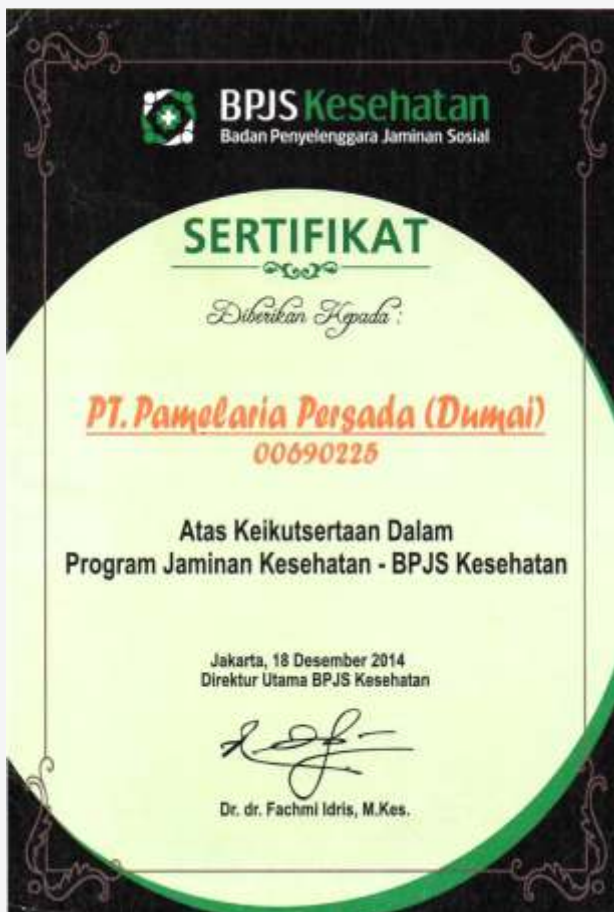 BPJS Kesehatan
Badan Penyelenggara Jaminan Sosial
SERTIFIKAT
Diberikan Kepada :
PT. Pamelaria Persada (Dumai)
00690225
Atas Keikutsertaan Dalam
Program Jaminan Kesehatan - BPJS Kesehatan
Jakarta, 18 Desember 2014
Direktur Utama BPJS Kesehatan
Dr. dr. Fachmi Idris, M.Kes.